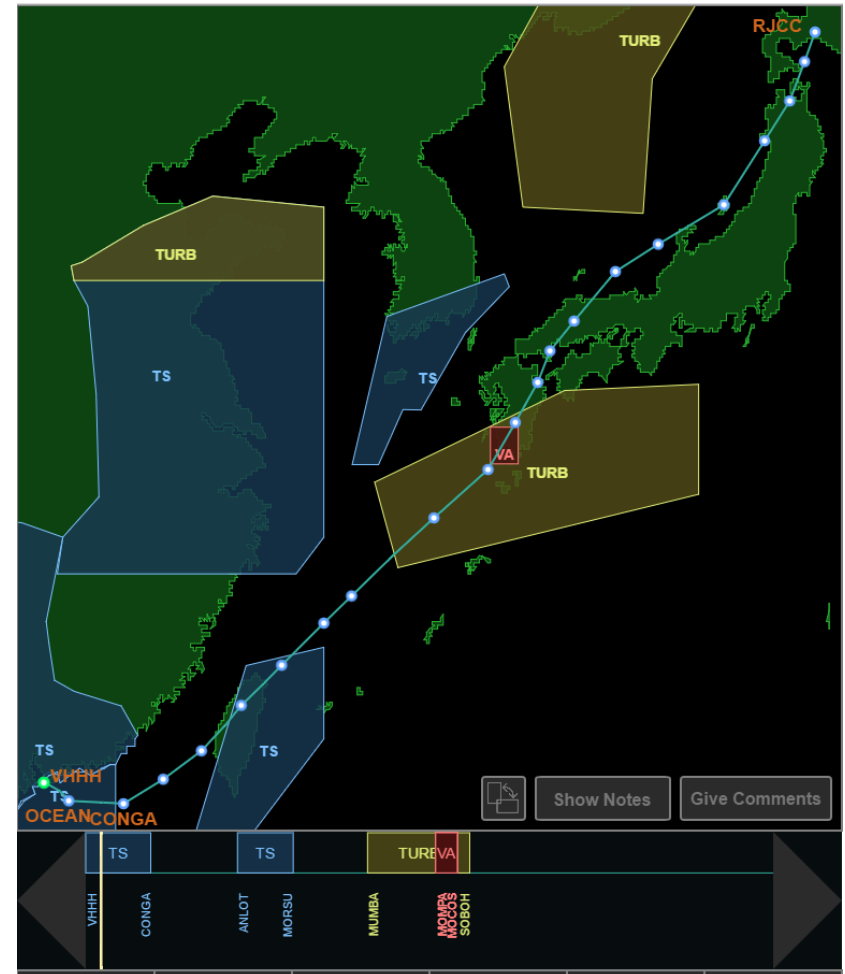 RJCC
TURB
TURB
TS
TS
TURB
VA
TS
TS
VHHH
TS
OCEAN
CONGA
Show Notes
Give Comments
TS
TS
TURB
VA
VHHH
CONGA
ANLOT
MORSU
MUMBA
MOMPA
MOCOS
SOBOH